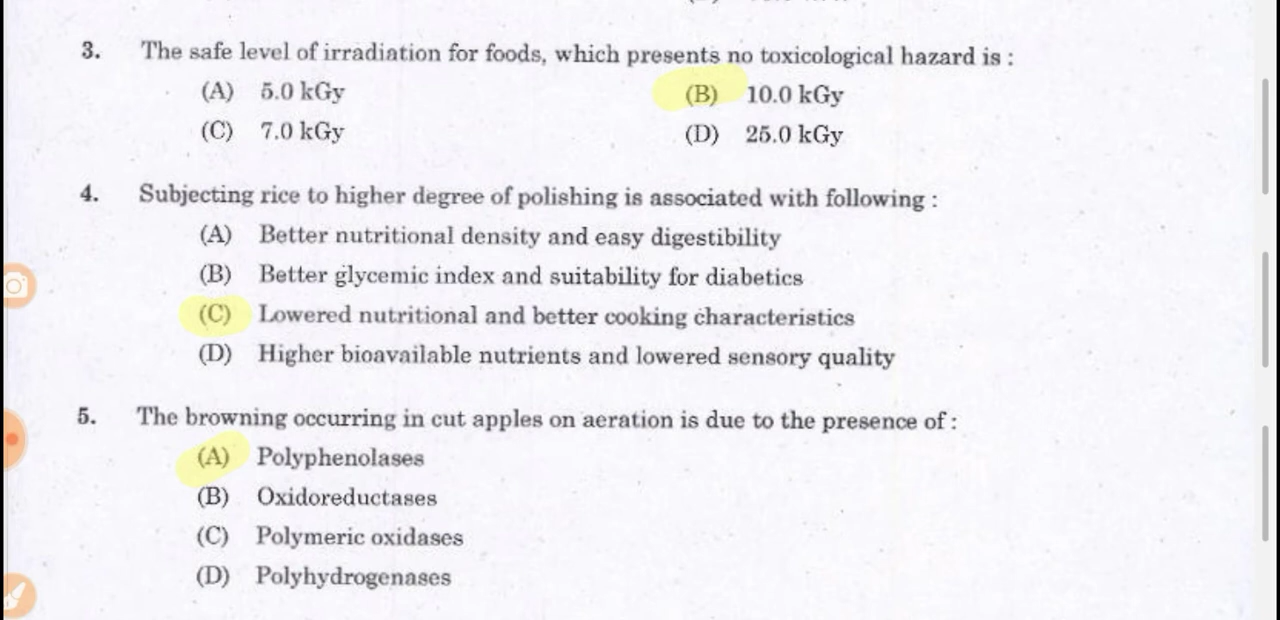 3. The safe level of irradiation for foods, which presents no toxicological hazard is :
(A) 5.0 kGy (B) 10.0 kGy
(C) 7.0 kGy (D) 25.0 kGy
4. Subjecting rice to higher degree of polishing is associated with following :
(A) Better nutritional density and easy digestibility
(B) Better glycemic index and suitability for diabetics
(C) Lowered nutritional and better cooking characteristics
(D) Higher bioavailable nutrients and lowered sensory quality
5. The browning occurring in cut apples on aeration is due to the presence of :
(A) Polyphenolases
(B) Oxidoreductases
(C) Polymeric oxidases
(D) Polyhydrogenases